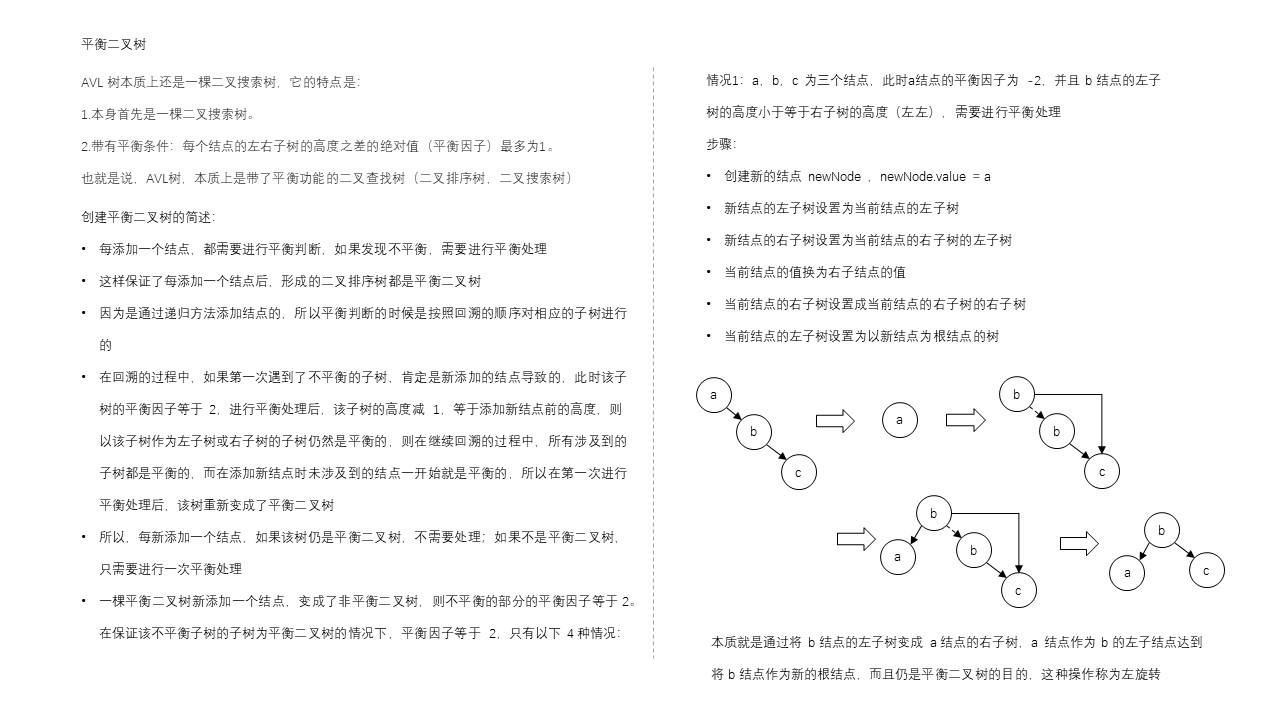 平衡二叉树
AVL 树本质上还是一棵二叉搜索树，它的特点是：
1.本身首先是一棵二叉搜索树。
2.带有平衡条件：每个结点的左右子树的高度之差的绝对值（平衡因子）最多为1。
也就是说，AVL树，本质上是带了平衡功能的二叉查找树（二叉排序树，二叉搜索树）
创建平衡二叉树的简述：
• 每添加一个结点，都需要进行平衡判断，如果发现不平衡，需要进行平衡处理
• 这样保证了每添加一个结点后，形成的二叉排序树都是平衡二叉树
• 因为是通过递归方法添加结点的，所以平衡判断的时候是按照回溯的顺序对相应的子树进行
的
• 在回溯的过程中，如果第一次遇到了不平衡的子树，肯定是新添加的结点导致的，此时该子
树的平衡因子等于 2，进行平衡处理后，该子树的高度减 1，等于添加新结点前的高度，则
以该子树作为左子树或右子树的子树仍然是平衡的，则在继续回溯的过程中，所有涉及到的
子树都是平衡的，而在添加新结点时未涉及到的结点一开始就是平衡的，所以在第一次进行
平衡处理后，该树重新变成了平衡二叉树
• 所以，每新添加一个结点，如果该树仍是平衡二叉树，不需要处理；如果不是平衡二叉树，
只需要进行一次平衡处理
• 一棵平衡二叉树新添加一个结点，变成了非平衡二叉树，则不平衡的部分的平衡因子等于 2。
在保证该不平衡子树的子树为平衡二叉树的情况下，平衡因子等于 2，只有以下 4 种情况：
情况1：a，b，c 为三个结点，此时a结点的平衡因子为 -2，并且 b 结点的左子
树的高度小于等于右子树的高度（左左），需要进行平衡处理
步骤：
• 创建新的结点 newNode ，newNode.value = a
• 新结点的左子树设置为当前结点的左子树
• 新结点的右子树设置为当前结点的右子树的左子树
• 当前结点的值换为右子结点的值
• 当前结点的右子树设置成当前结点的右子树的右子树
• 当前结点的左子树设置为以新结点为根结点的树
a
b
c
a
b
b
c
b
a
b
c
b
a
c
本质就是通过将 b 结点的左子树变成 a 结点的右子树，a 结点作为 b 的左子结点达到
将 b 结点作为新的根结点，而且仍是平衡二叉树的目的，这种操作称为左旋转